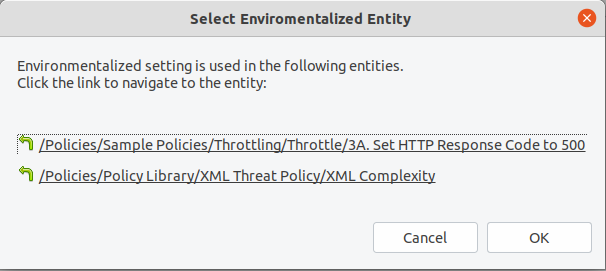 Select Enviromentalized Entity
Environmentalized setting is used in the following entities.
Click the link to navigate to the entity:
/Policies/Sample Policies/Throttling/Throttle/3A. Set HTTP Response Code to 500
/Policies/Policy Library/XML Threat Policy/XML Complexity
Cancel
OK